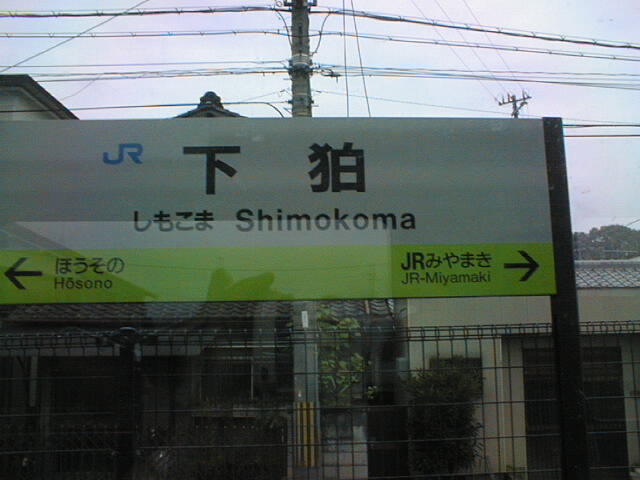 JR 下 狛
しもこま Shimokoma
← ほうその JRみやまき →
Hōsono JR-Miyamaki